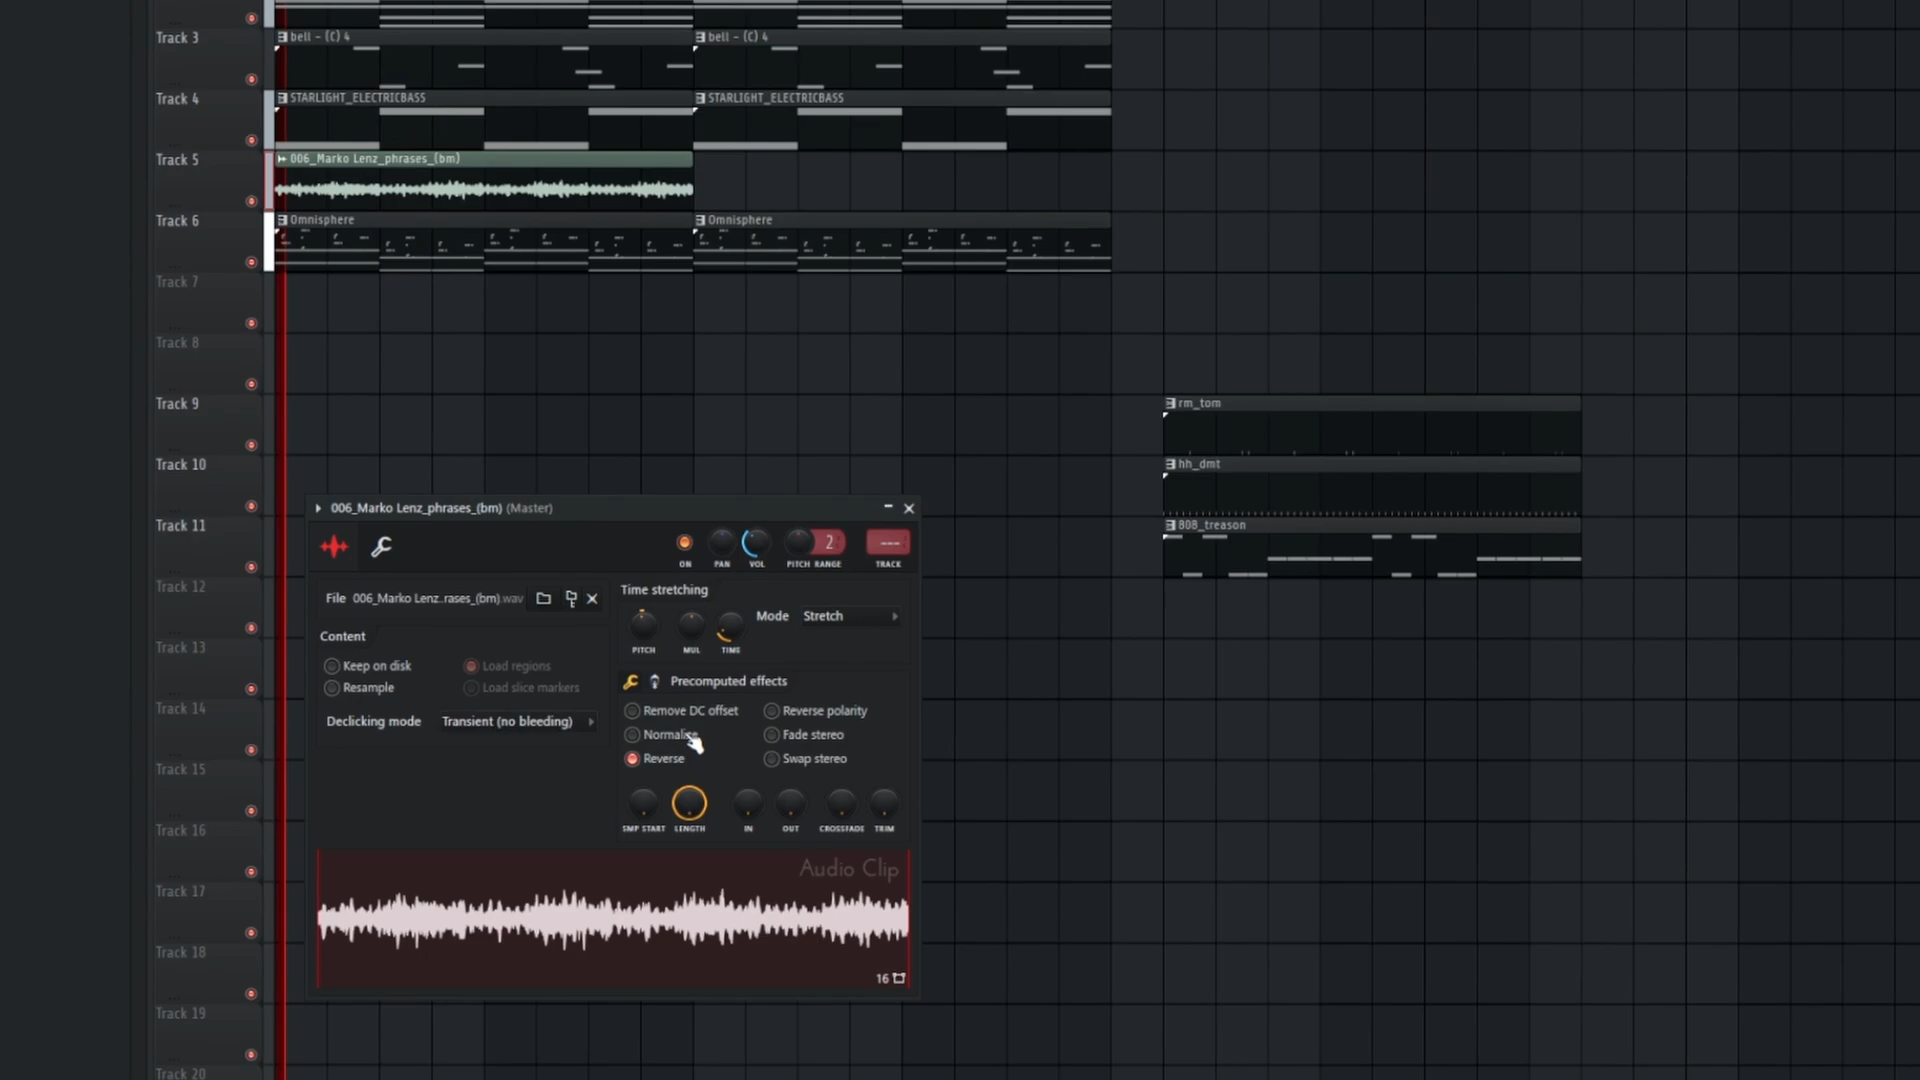 Track 3
bell - (C) 4
bell - (C) 4
Track 4
STARLIGHT_ELECTRICBASS
STARLIGHT_ELECTRICBASS
Track 5
006_Marko Lenz_phrases_(bm)
Track 6
Omnisphere
Omnisphere
Track 7
Track 8
Track 9
rm_tom
Track 10
hh_dmt
Track 11
808_treason
Track 12
Track 13
Track 14
Track 15
Track 16
Track 17
Track 18
Track 19
Track 20
006_Marko Lenz_phrases_(bm) (Master)
2
---
ON
PAN
VOL
PITCH
RANGE
TRACK
File 006_Marko Lenz..rases_(bm).wav
Content
Keep on disk
Load regions
Resample
Load slice markers
Declicking mode
Transient (no bleeding)
Time stretching
Mode
Stretch
PITCH
MUL
TIME
Precomputed effects
Remove DC offset
Reverse polarity
Normalize
Fade stereo
Reverse
Swap stereo
SMP START
LENGTH
IN
OUT
CROSSFADE
TRIM
Audio Clip
16